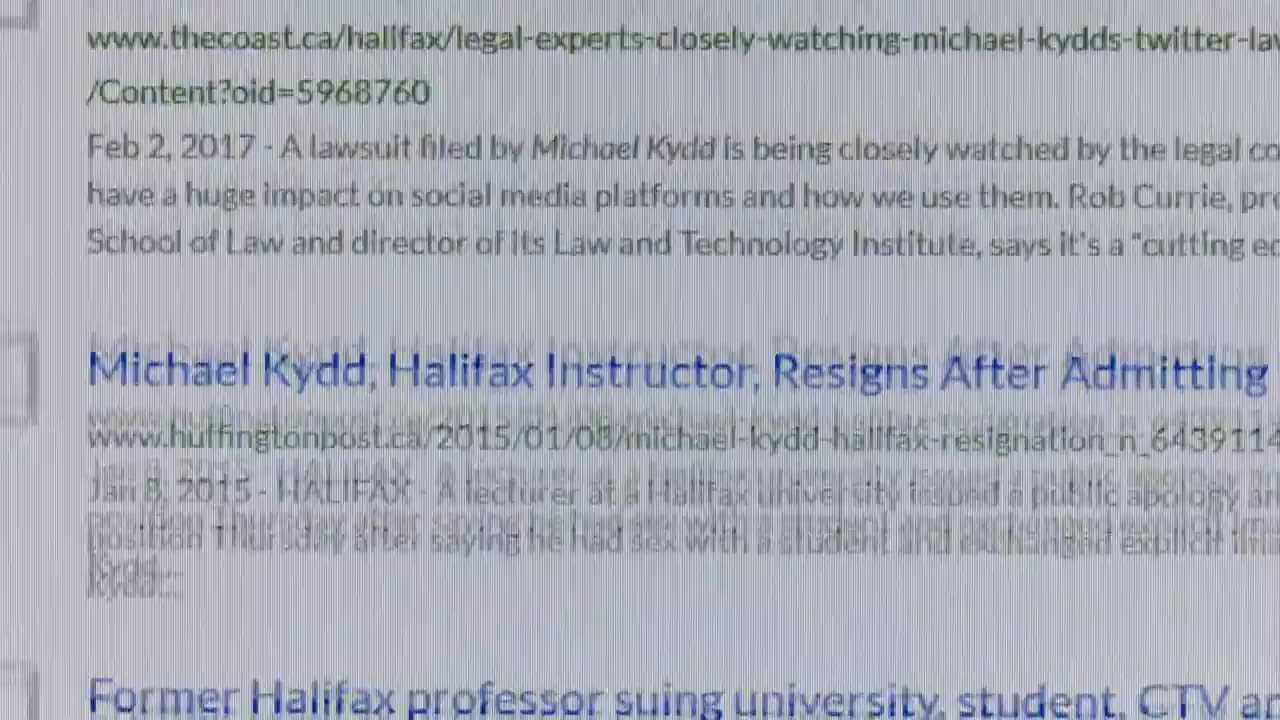 www.thecoast.ca/halifax/legal-experts-closely-watching-michael-kydds-twitter-la
/Content?oid=5968760
Feb 2, 2017 - A lawsuit filed by Michael Kydd is being closely watched by the legal co
have a huge impact on social media platforms and how we use them. Rob Currie, pr
School of Law and director of its Law and Technology Institute, says it's a "cutting e
Michael Kydd, Halifax Instructor, Resigns After Admitting
www.huffingtonpost.ca/2015/01/08/michael-kydd-halifax-resignation_n_6439114
Jan 8, 2015 - HALIFAX - A lecturer at a Halifax university issued a public apology an
position Thursday after saying he had sex with a student and exchanged explicit ima
Kydd...
Former Halifax professor suing university, student, CTV an